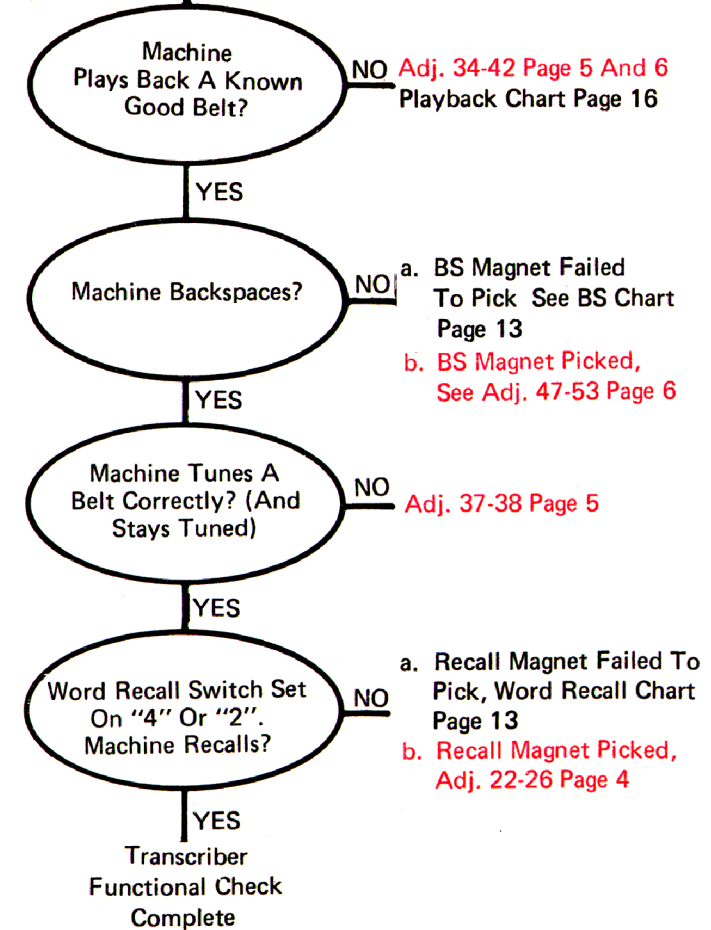 Machine
Plays Back A Known
Good Belt?
NO
Adj. 34-42 Page 5 And 6
Playback Chart Page 16
YES
Machine Backspaces?
NO
a. BS Magnet Failed
To Pick See BS Chart
Page 13
b. BS Magnet Picked,
See Adj. 47-53 Page 6
YES
Machine Tunes A
Belt Correctly? (And
Stays Tuned)
NO
Adj. 37-38 Page 5
YES
Word Recall Switch Set
On "4" Or "2".
Machine Recalls?
NO
a. Recall Magnet Failed To
Pick, Word Recall Chart
Page 13
b. Recall Magnet Picked,
Adj. 22-26 Page 4
YES
Transcriber
Functional Check
Complete